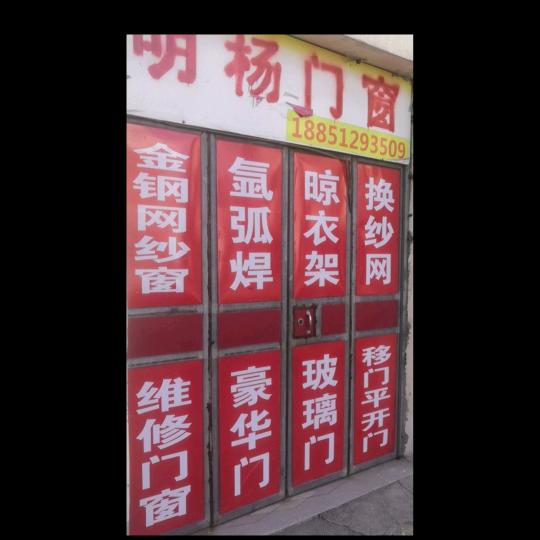 明杨门窗
18851293509
金钢网纱窗
氩弧焊
晾衣架
换纱网
维修门窗
豪华门
玻璃门
移门平开门